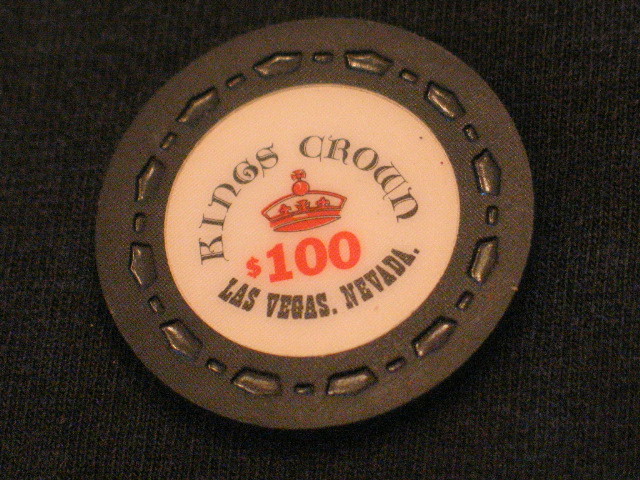 KINGS CROWN
$100
LAS VEGAS, NEVADA.